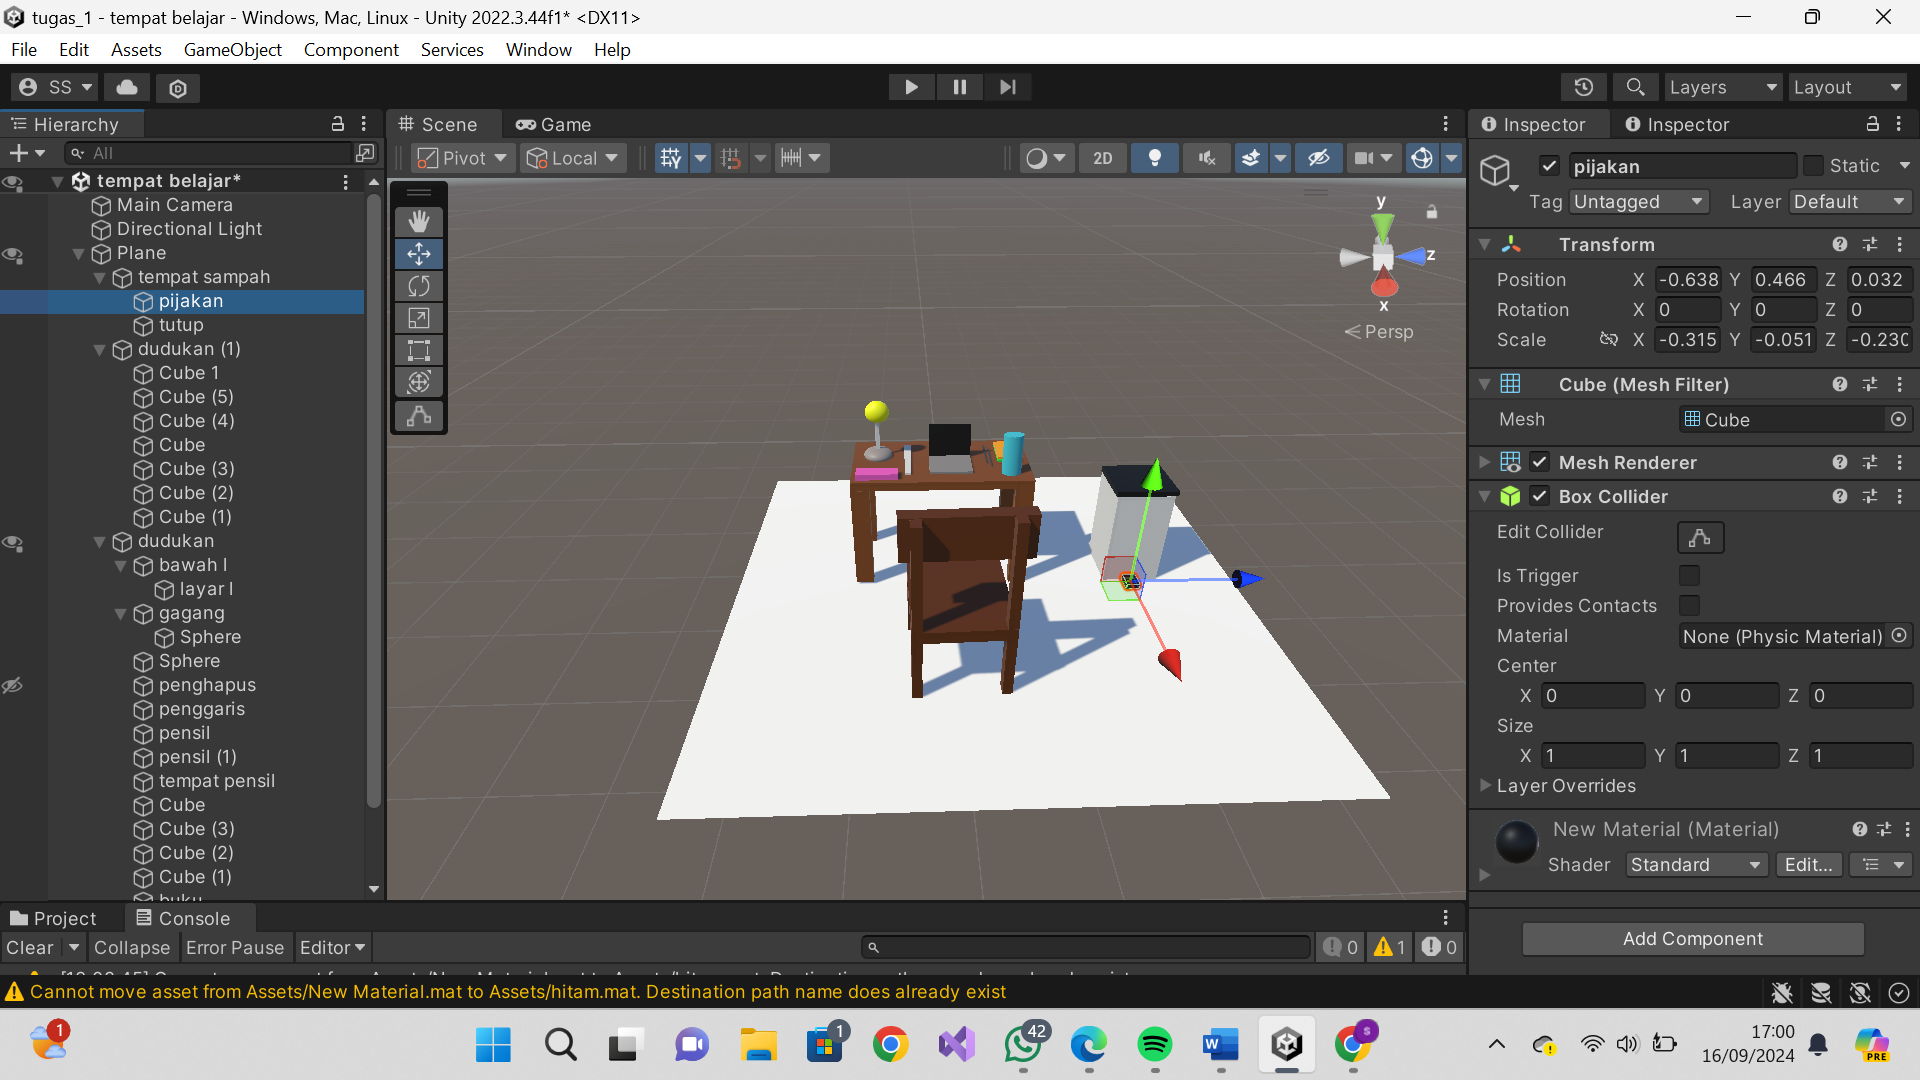 tugas_1 - tempat belajar - Windows, Mac, Linux - Unity 2022.3.44f1* <DX11>
File Edit Assets GameObject Component Services Window Help
SS Layers Layout
Hierarchy
All
tempat belajar*
Main Camera
Directional Light
Plane
tempat sampah
pijakan
tutup
dudukan (1)
Cube 1
Cube (5)
Cube (4)
Cube
Cube (3)
Cube (2)
Cube (1)
dudukan
bawah l
layar l
gagang
Sphere
Sphere
penghapus
penggaris
pensil
pensil (1)
tempat pensil
Cube
Cube (3)
Cube (2)
Cube (1)
buku
Scene Game
Pivot Local 2D
y
z
x
Persp
Inspector Inspector
pijakan Static
Tag Untagged Layer Default
Transform
Position X -0.638 Y 0.466 Z 0.032
Rotation X 0 Y 0 Z 0
Scale X -0.315 Y -0.051 Z -0.230
Cube (Mesh Filter)
Mesh Cube
Mesh Renderer
Box Collider
Edit Collider
Is Trigger
Provides Contacts
Material None (Physic Material)
Center
X 0 Y 0 Z 0
Size
X 1 Y 1 Z 1
Layer Overrides
New Material (Material)
Shader Standard Edit...
Add Component
Project Console
Clear Collapse Error Pause Editor 0 1 0
Cannot move asset from Assets/New Material.mat to Assets/hitam.mat. Destination path name does already exist
1 1 42 S
17:00
16/09/2024
PRE